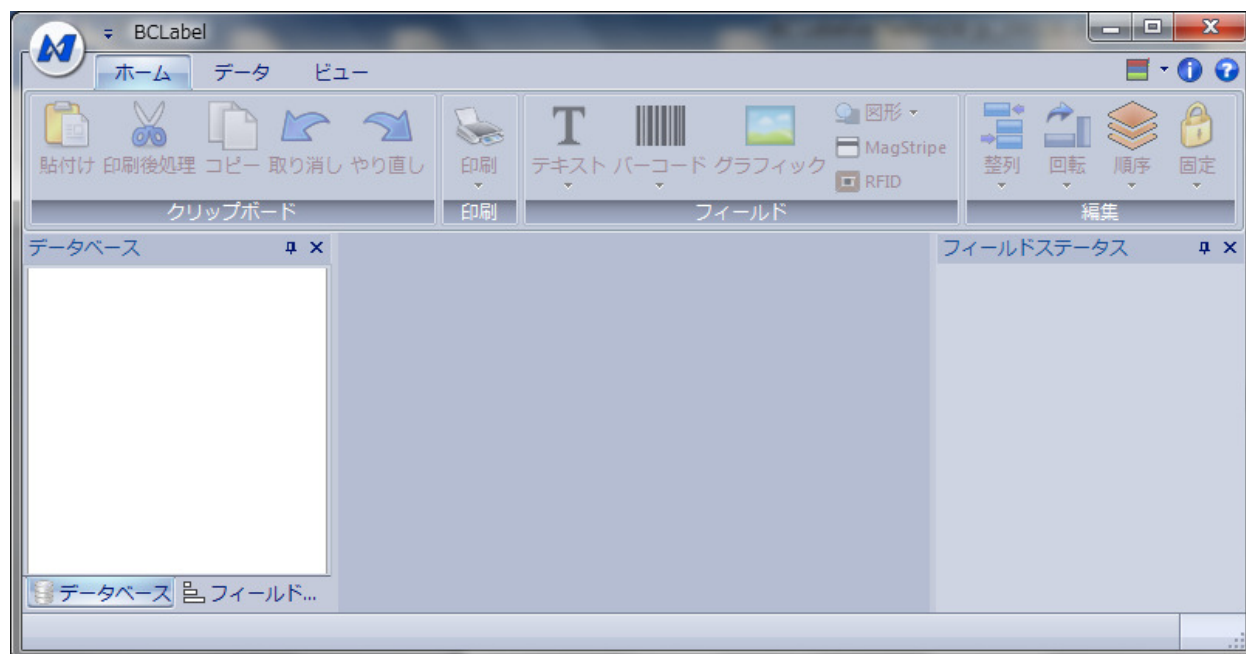 BCLabel
ホーム データ ビュー
貼付け 印刷後処理 コピー 取り消し やり直し 印刷 テキスト バーコード グラフィック 図形 MagStripe RFID 整列 回転 順序 固定
クリップボード 印刷 フィールド 編集
データベース フィールドステータス
データベース フィールド...